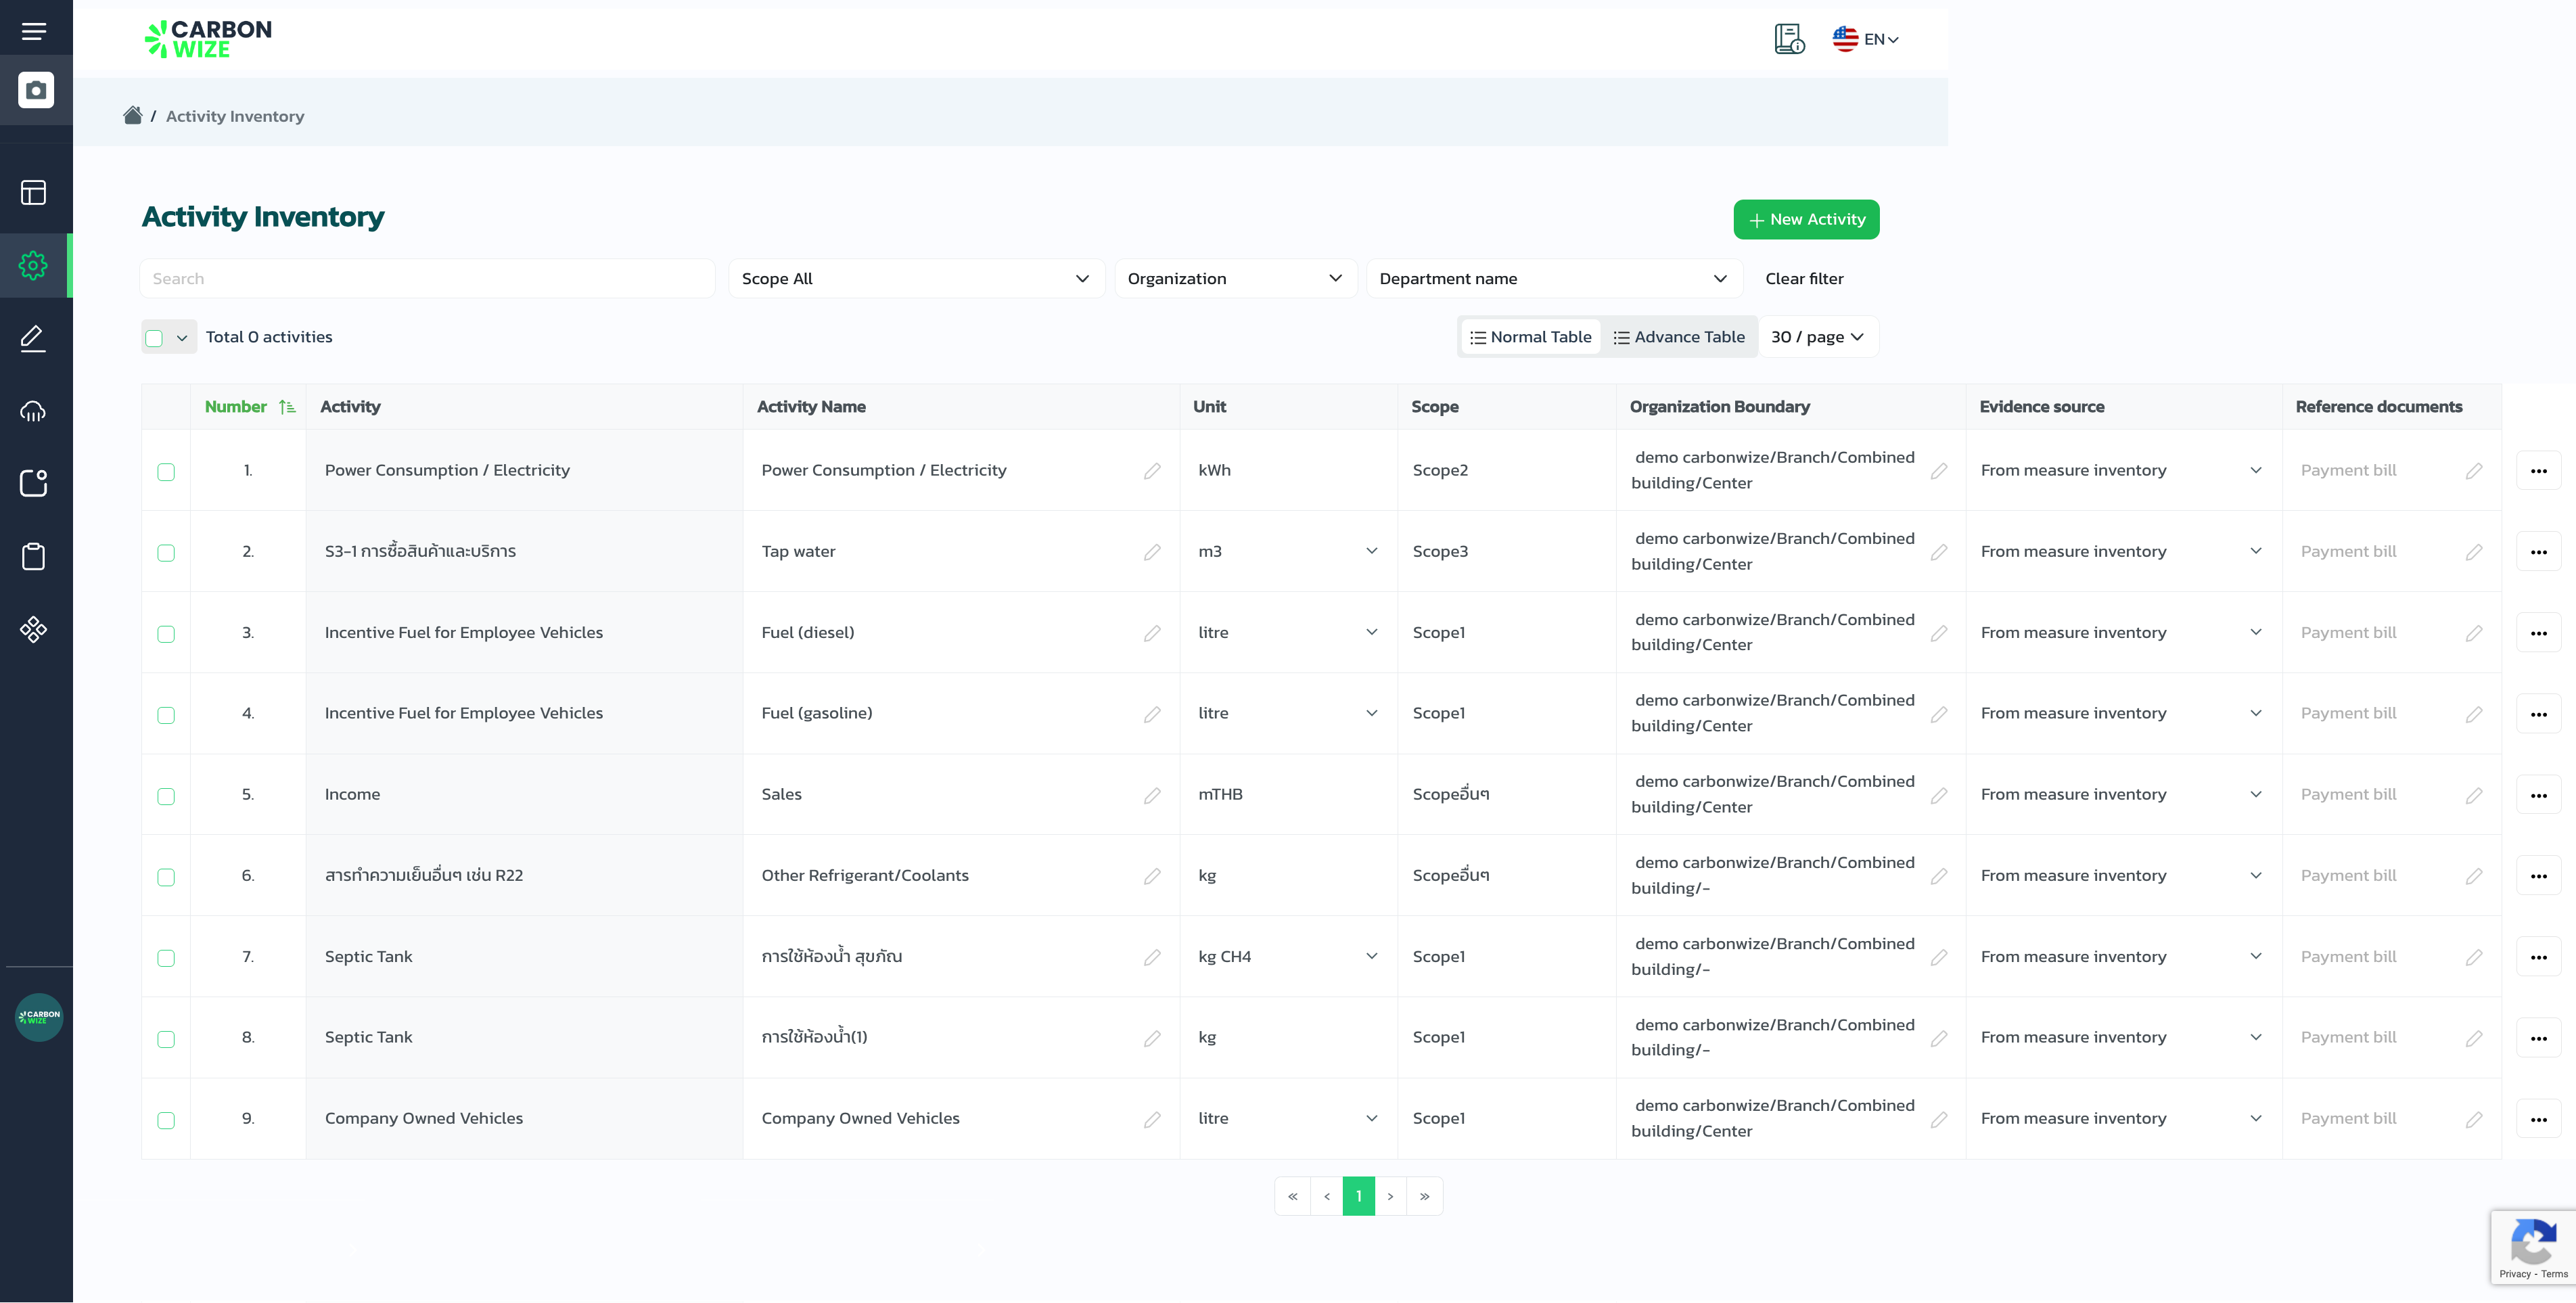 CARBON
WIZE
EN
/ Activity Inventory
Activity Inventory
+ New Activity
Search
Scope All
Organization
Department name
Clear filter
Total 0 activities
Normal Table
Advance Table
30 / page
Number Activity Activity Name Unit Scope Organization Boundary Evidence source Reference documents
1. Power Consumption / Electricity Power Consumption / Electricity kWh Scope2 demo carbonwize/Branch/Combined building/Center From measure inventory Payment bill
2. S3-1 การซื้อสินค้าและบริการ Tap water m3 Scope3 demo carbonwize/Branch/Combined building/Center From measure inventory Payment bill
3. Incentive Fuel for Employee Vehicles Fuel (diesel) litre Scope1 demo carbonwize/Branch/Combined building/Center From measure inventory Payment bill
4. Incentive Fuel for Employee Vehicles Fuel (gasoline) litre Scope1 demo carbonwize/Branch/Combined building/Center From measure inventory Payment bill
5. Income Sales mTHB Scopeอื่นๆ demo carbonwize/Branch/Combined building/Center From measure inventory Payment bill
6. สารทำความเย็นอื่นๆ เช่น R22 Other Refrigerant/Coolants kg Scopeอื่นๆ demo carbonwize/Branch/Combined building/- From measure inventory Payment bill
7. Septic Tank การใช้ห้องน้ำ สุขภัณ kg CH4 Scope1 demo carbonwize/Branch/Combined building/- From measure inventory Payment bill
8. Septic Tank การใช้ห้องน้ำ(1) kg Scope1 demo carbonwize/Branch/Combined building/- From measure inventory Payment bill
9. Company Owned Vehicles Company Owned Vehicles litre Scope1 demo carbonwize/Branch/Combined building/Center From measure inventory Payment bill
« ‹ 1 › »
CARBON
WIZE
Privacy - Terms